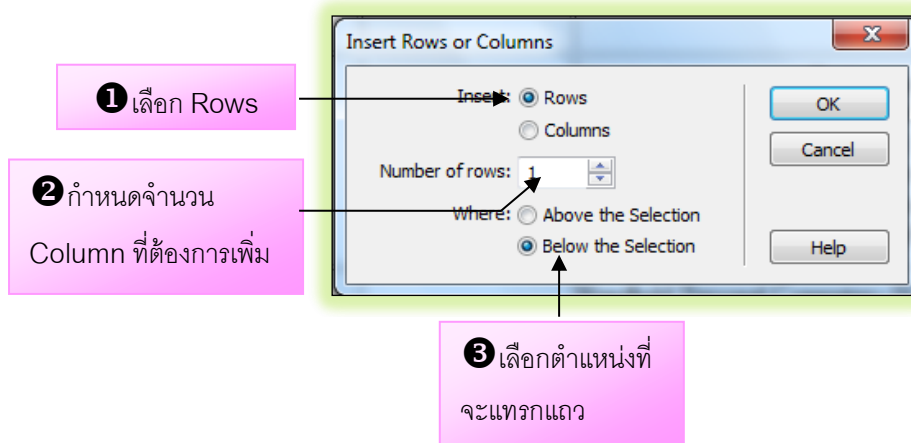 Insert Rows or Columns
❶เลือก Rows
Insert: Rows
Columns
OK
Cancel
❷กำหนดจำนวน
Column ที่ต้องการเพิ่ม
Number of rows: 1
Where: Above the Selection
Below the Selection
Help
❸เลือกตำแหน่งที่
จะแทรกแถว